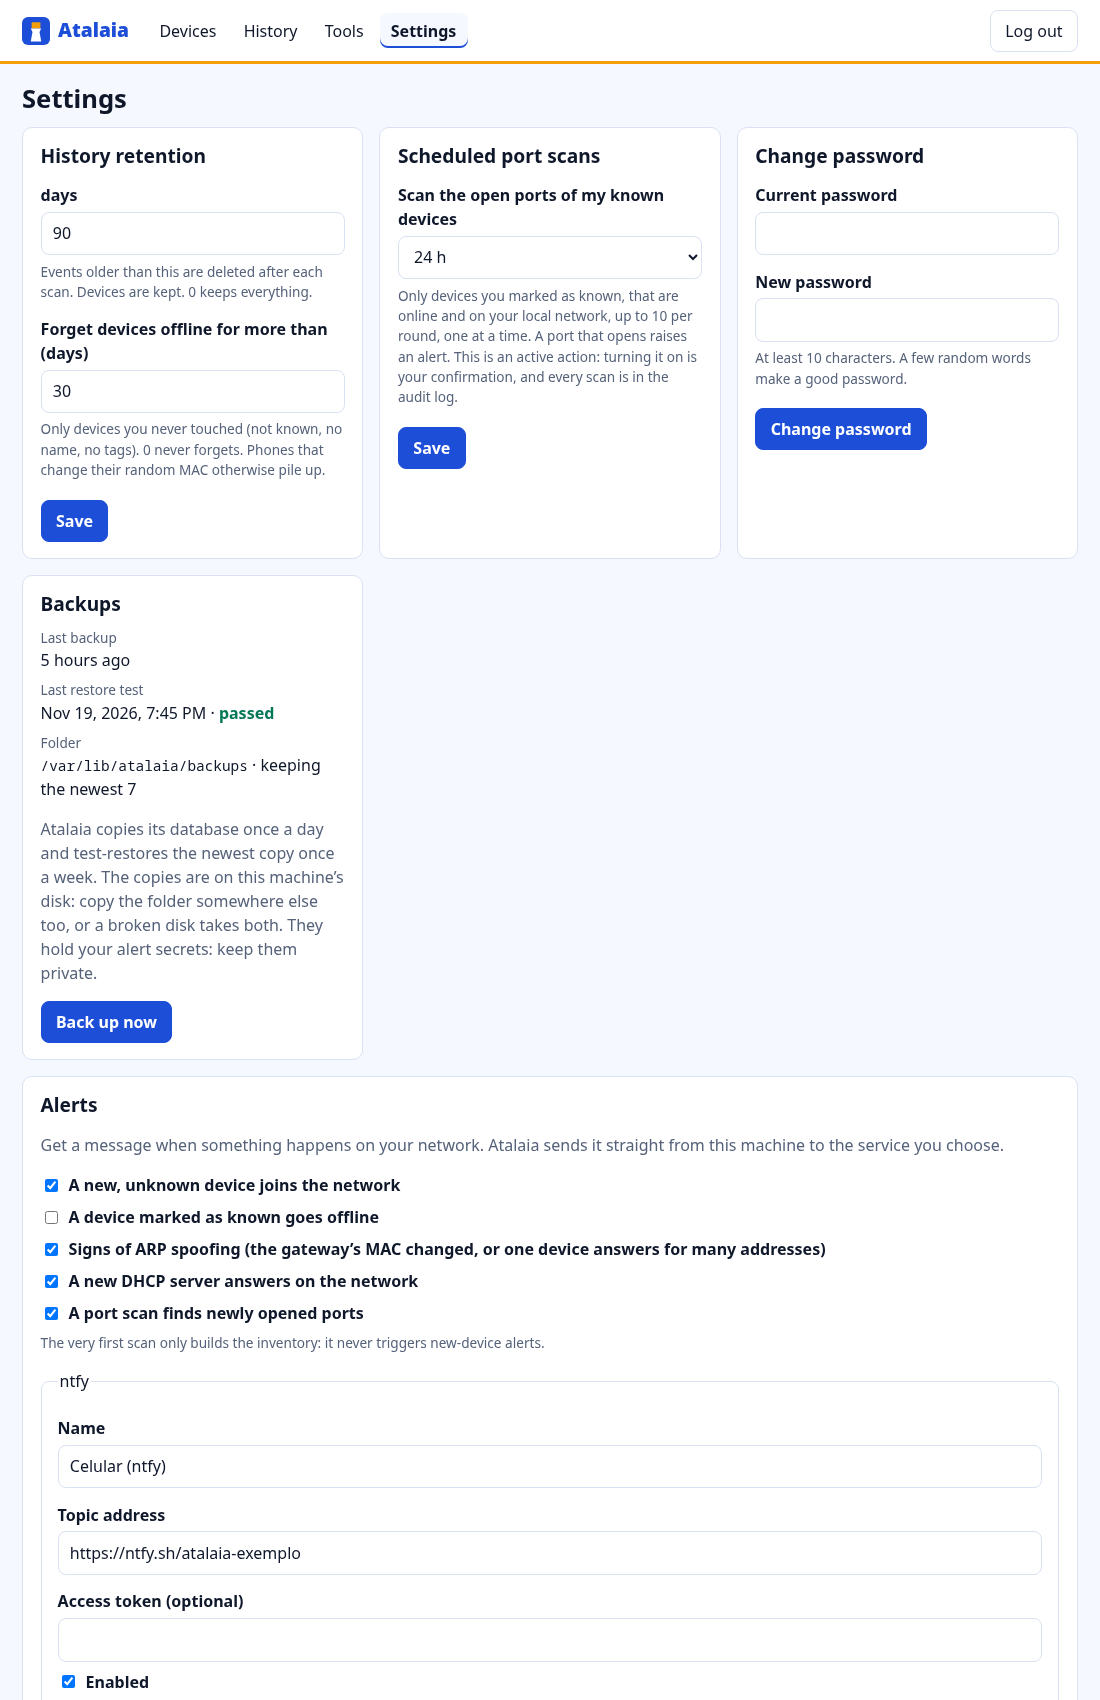 Atalaia
Devices
History
Tools
Settings
Log out
Settings
History retention
days
90
Events older than this are deleted after each
scan. Devices are kept. 0 keeps everything.
Forget devices offline for more than
(days)
30
Only devices you never touched (not known, no
name, no tags). 0 never forgets. Phones that
change their random MAC otherwise pile up.
Save
Scheduled port scans
Scan the open ports of my known
devices
24 h
Only devices you marked as known, that are
online and on your local network, up to 10 per
round, one at a time. A port that opens raises
an alert. This is an active action: turning it on is
your confirmation, and every scan is in the
audit log.
Save
Change password
Current password
New password
At least 10 characters. A few random words
make a good password.
Change password
Backups
Last backup
5 hours ago
Last restore test
Nov 19, 2026, 7:45 PM · passed
Folder
/var/lib/atalaia/backups · keeping
the newest 7
Atalaia copies its database once a day
and test-restores the newest copy once
a week. The copies are on this machine’s
disk: copy the folder somewhere else
too, or a broken disk takes both. They
hold your alert secrets: keep them
private.
Back up now
Alerts
Get a message when something happens on your network. Atalaia sends it straight from this machine to the service you choose.
A new, unknown device joins the network
A device marked as known goes offline
Signs of ARP spoofing (the gateway’s MAC changed, or one device answers for many addresses)
A new DHCP server answers on the network
A port scan finds newly opened ports
The very first scan only builds the inventory: it never triggers new-device alerts.
ntfy
Name
Celular (ntfy)
Topic address
https://ntfy.sh/atalaia-exemplo
Access token (optional)
Enabled